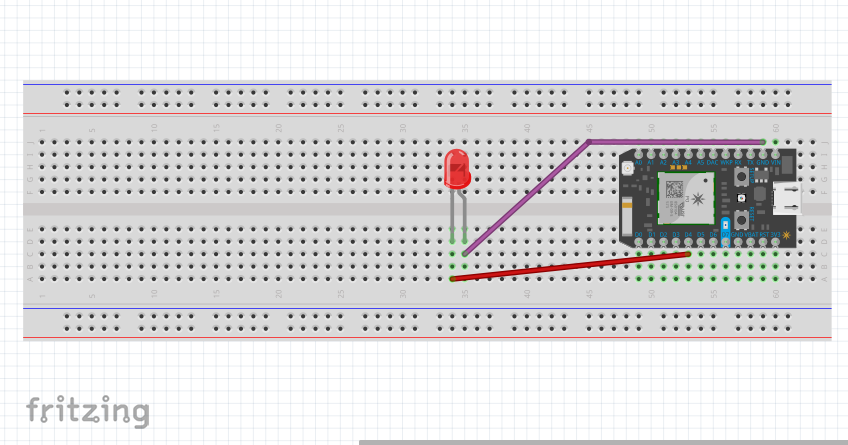 1 5 10 15 20 25 30 35 40 45 50 55 60
J
I
H
G
F
A0 A1 A2 A3 A4 A5 DAC WKP RX TX GND VIN
E
D
C
B
A
D0 D1 D2 D3 D4 D5 D6 D7 GND VBAT RST 3V3
1 5 10 15 20 25 30 35 40 45 50 55 60
fritzing